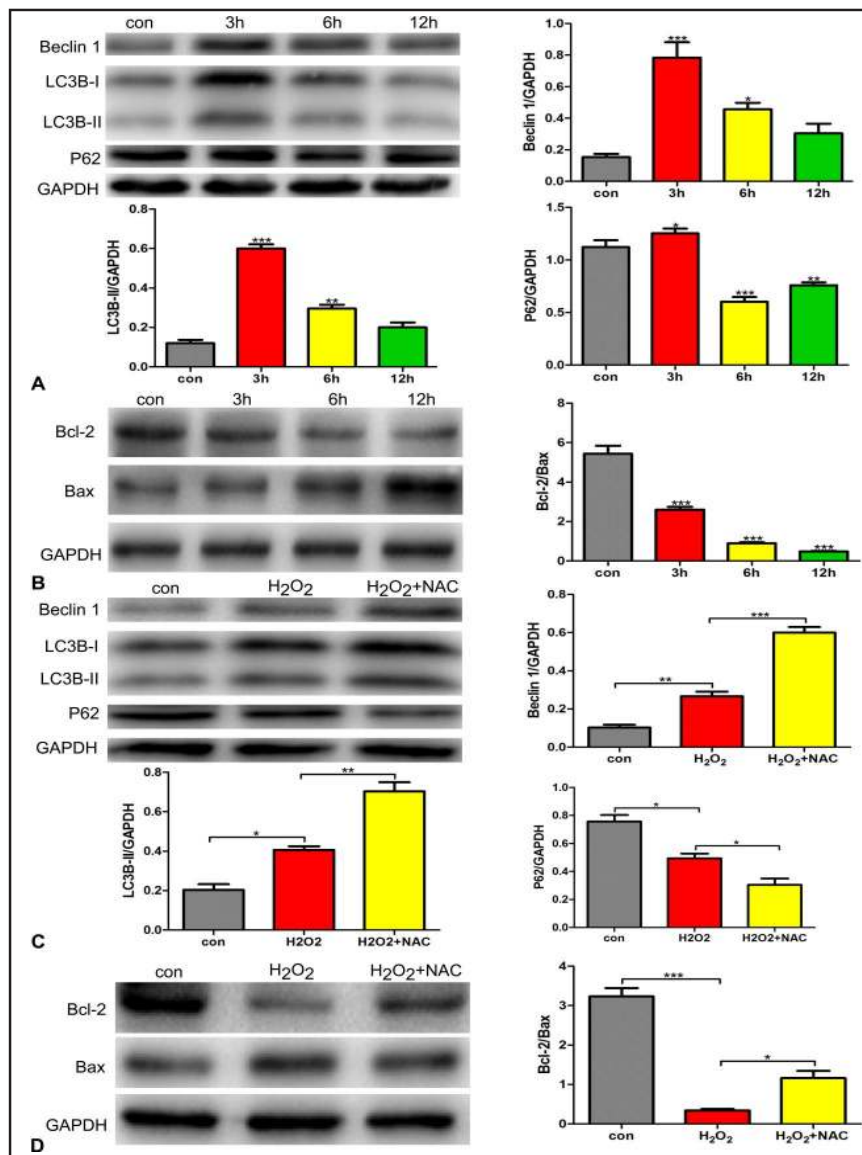 con 3h 6h 12h
Beclin 1
LC3B-I
LC3B-II
P62
GAPDH
Beclin 1/GAPDH
1.0
0.8
0.6
0.4
0.2
0.0
***
*
con 3h 6h 12h
LC3B-II/GAPDH
0.8
0.6
0.4
0.2
0.0
***
**
con 3h 6h 12h
P62/GAPDH
1.5
1.0
0.5
0.0
*
***
**
con 3h 6h 12h
A
con 3h 6h 12h
Bcl-2
Bax
GAPDH
Bcl-2/Bax
8
6
4
2
0
***
***
***
con 3h 6h 12h
B
con H₂O₂ H₂O₂+NAC
Beclin 1
LC3B-I
LC3B-II
P62
GAPDH
Beclin 1/GAPDH
0.8
0.6
0.4
0.2
0.0
**
***
con H₂O₂ H₂O₂+NAC
LC3B-II/GAPDH
0.8
0.6
0.4
0.2
0.0
*
**
con H2O2 H2O2+NAC
P62/GAPDH
1.0
0.8
0.6
0.4
0.2
0.0
*
*
con H2O2 H2O2+NAC
C
con H₂O₂ H₂O₂+NAC
Bcl-2
Bax
GAPDH
Bcl-2/Bax
4
3
2
1
0
***
*
con H₂O₂ H₂O₂+NAC
D